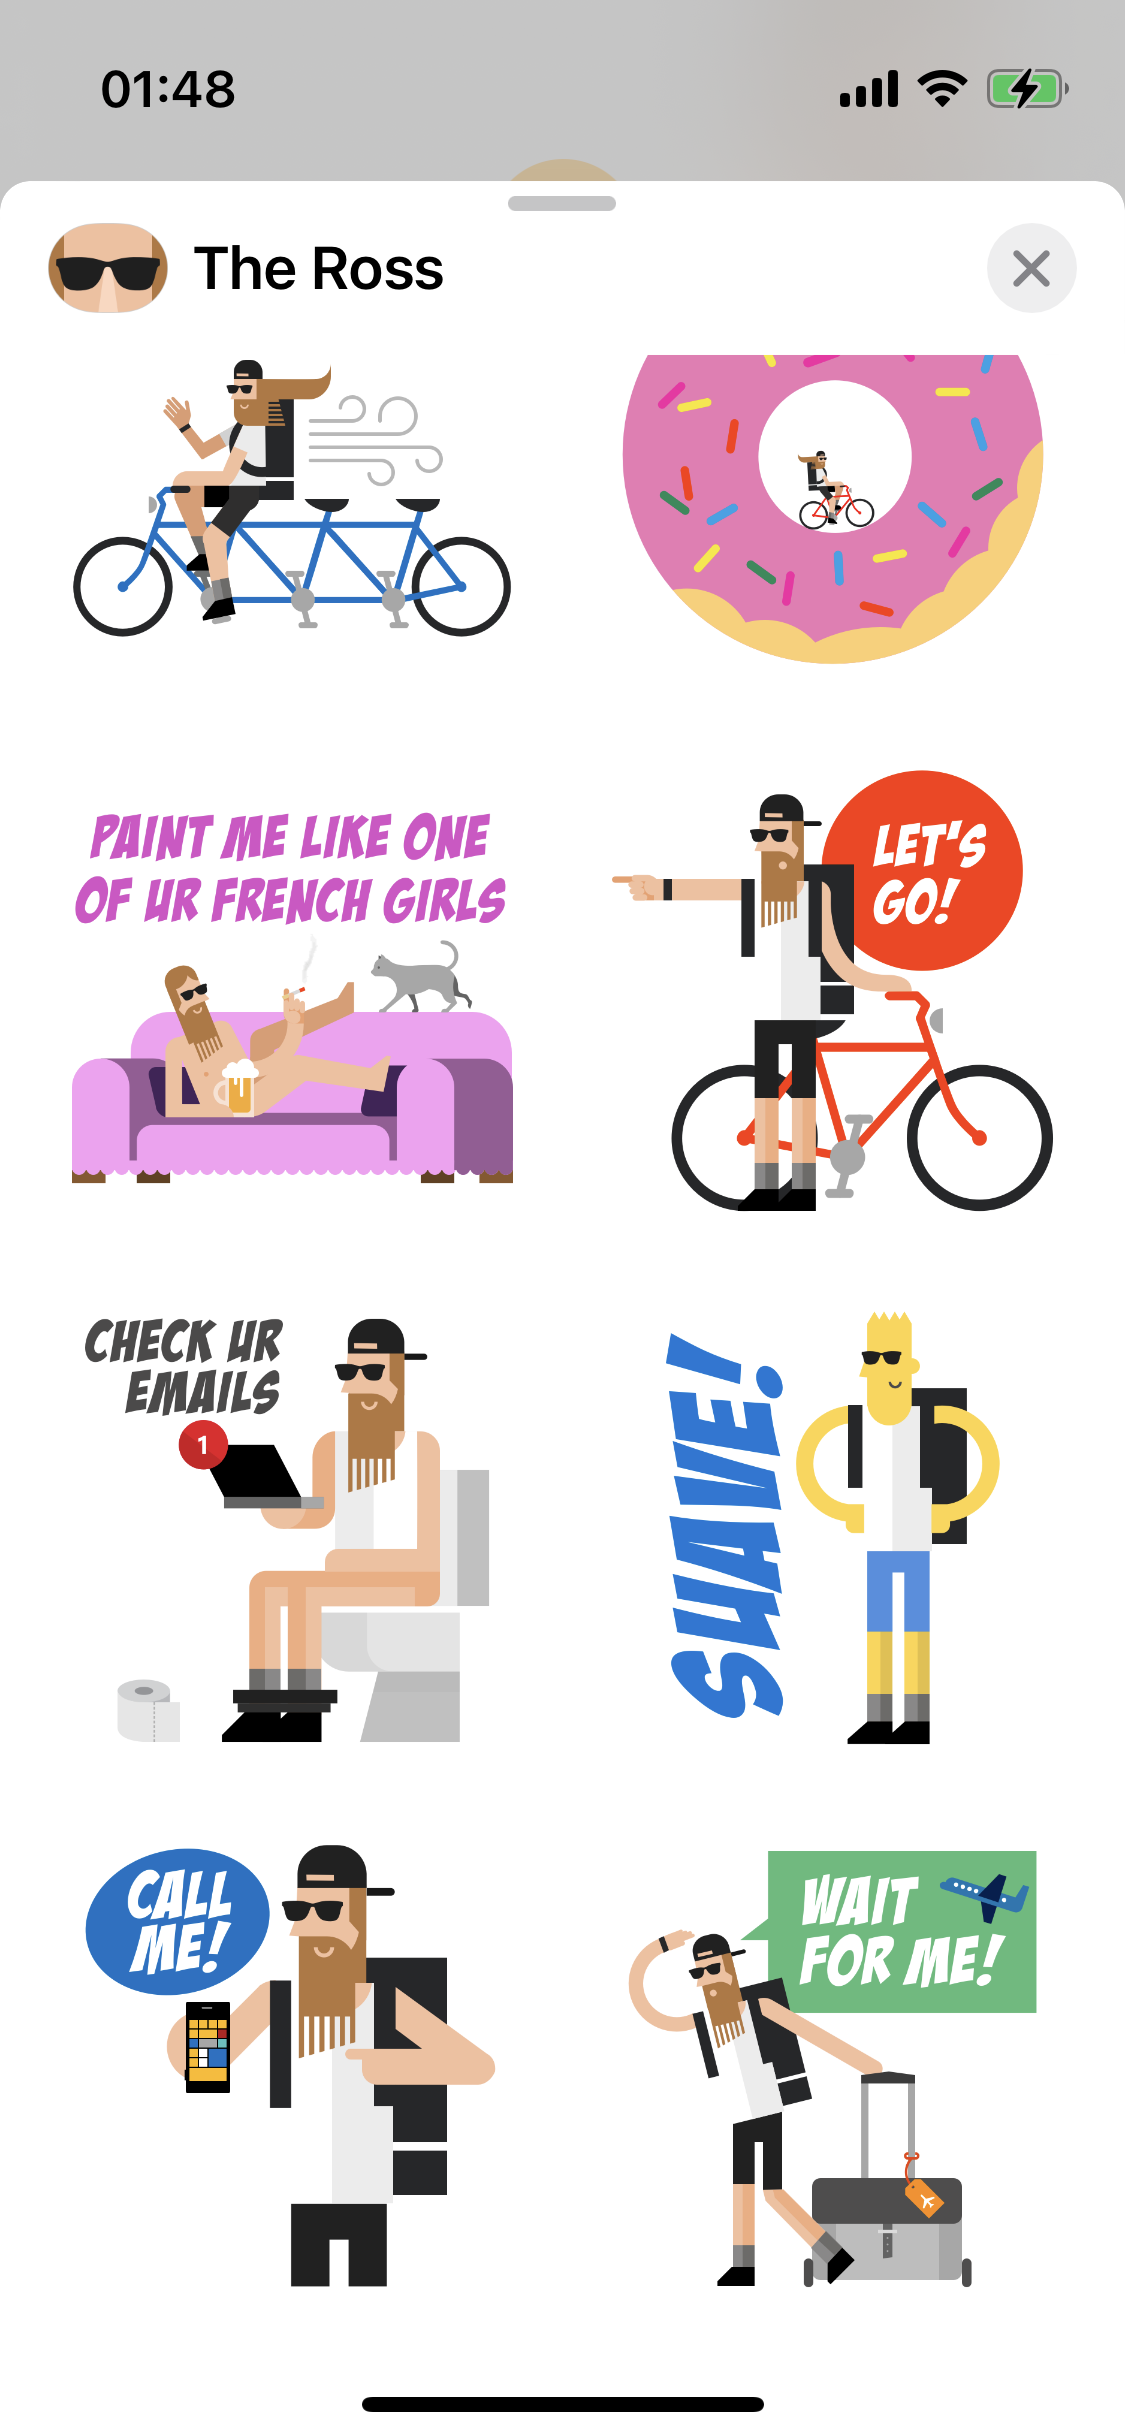 01:48
The Ross
PAINT ME LIKE ONE
OF UR FRENCH GIRLS
LET'S
GO!
CHECK UR
EMAILS
1
SHAVE!
CALL
ME!
WAIT
FOR ME!